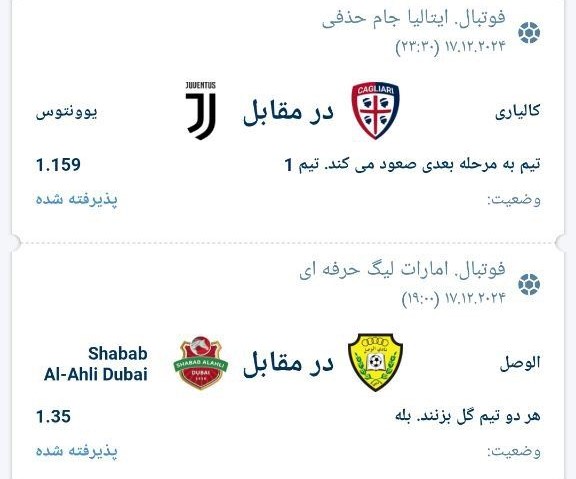 فوتبال. ایتالیا جام حذفی
۱۷.۱۲.۲۰۲۴ (۲۳:۳۰)
کالیاری
CAGLIARI
در مقابل
JUVENTUS
یوونتوس
تیم به مرحله بعدی صعود می کند. تیم 1
1.159
وضعیت:
پذیرفته شده
فوتبال. امارات لیگ حرفه ای
۱۷.۱۲.۲۰۲۴ (۱۹:۰۰)
الوصل
در مقابل
SHABAB ALAHLI
DUBAI
Shabab
Al-Ahli Dubai
هر دو تیم گل بزنند. بله
1.35
وضعیت:
پذیرفته شده